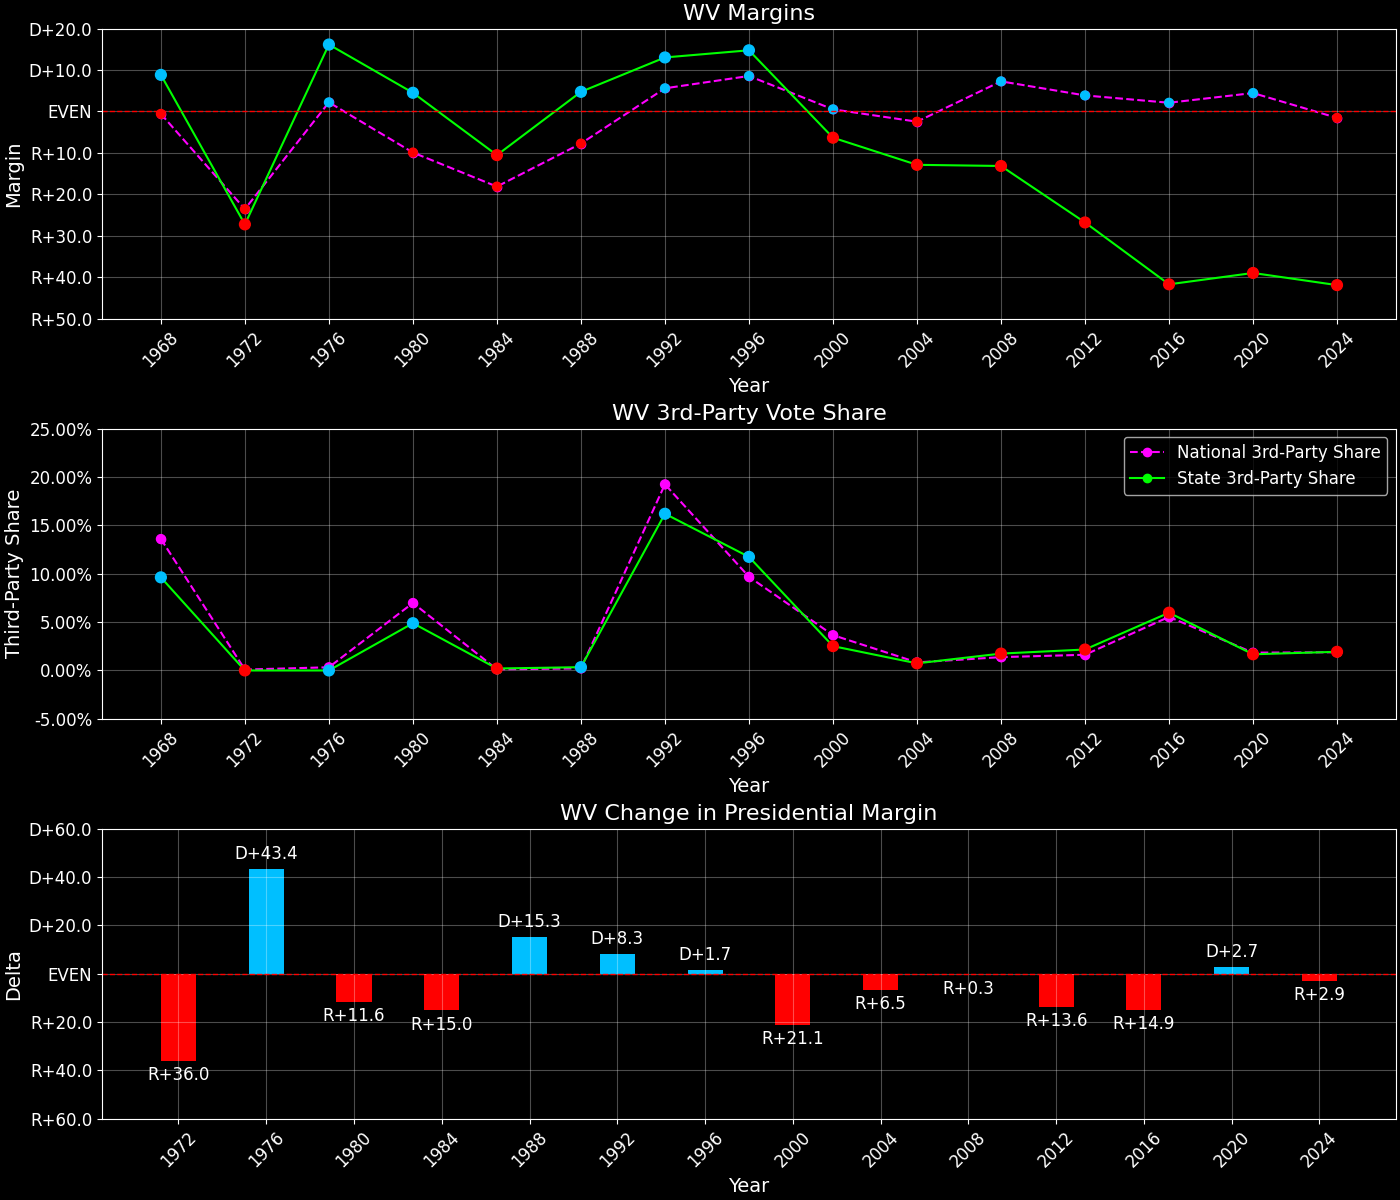 WV Margins
D+20.0
D+10.0
EVEN
R+10.0
R+20.0
R+30.0
R+40.0
R+50.0
Margin
1968 1972 1976 1980 1984 1988 1992 1996 2000 2004 2008 2012 2016 2020 2024
Year
WV 3rd-Party Vote Share
25.00%
20.00%
15.00%
10.00%
5.00%
0.00%
-5.00%
Third-Party Share
National 3rd-Party Share
State 3rd-Party Share
1968 1972 1976 1980 1984 1988 1992 1996 2000 2004 2008 2012 2016 2020 2024
Year
WV Change in Presidential Margin
D+60.0
D+40.0
D+20.0
EVEN
R+20.0
R+40.0
R+60.0
Delta
R+36.0
D+43.4
R+11.6
R+15.0
D+15.3
D+8.3
D+1.7
R+21.1
R+6.5
R+0.3
R+13.6
R+14.9
D+2.7
R+2.9
1972 1976 1980 1984 1988 1992 1996 2000 2004 2008 2012 2016 2020 2024
Year